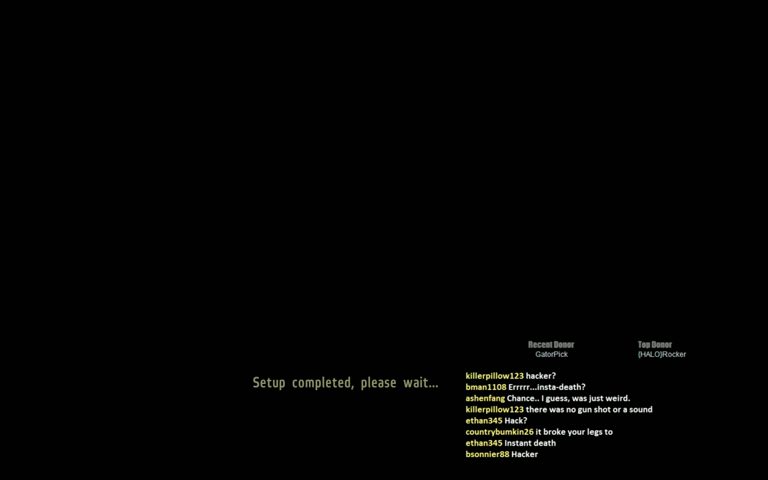 Recent Donor
GatorPick
Top Donor
(HALO)Rocker
Setup completed, please wait...
killerpillow123 hacker?
bman1108 Errrrr...insta-death?
ashenfang Chance.. I guess, was just weird.
killerpillow123 there was no gun shot or a sound
ethan345 Hack?
countrybumkin26 it broke your legs to
ethan345 Instant death
bsonnier88 Hacker